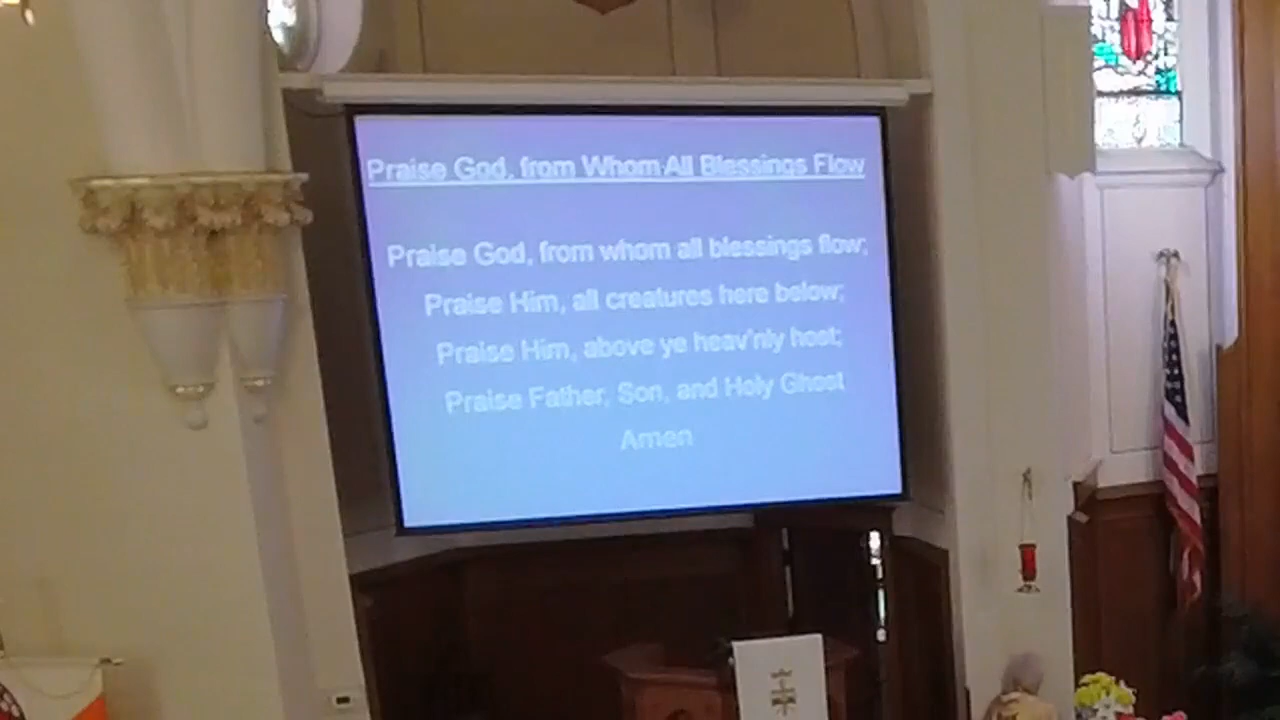 Praise God, from Whom All Blessings Flow
Praise God, from whom all blessings flow;
Praise Him, all creatures here below;
Praise Him, above ye heav'nly host;
Praise Father, Son, and Holy Ghost
Amen